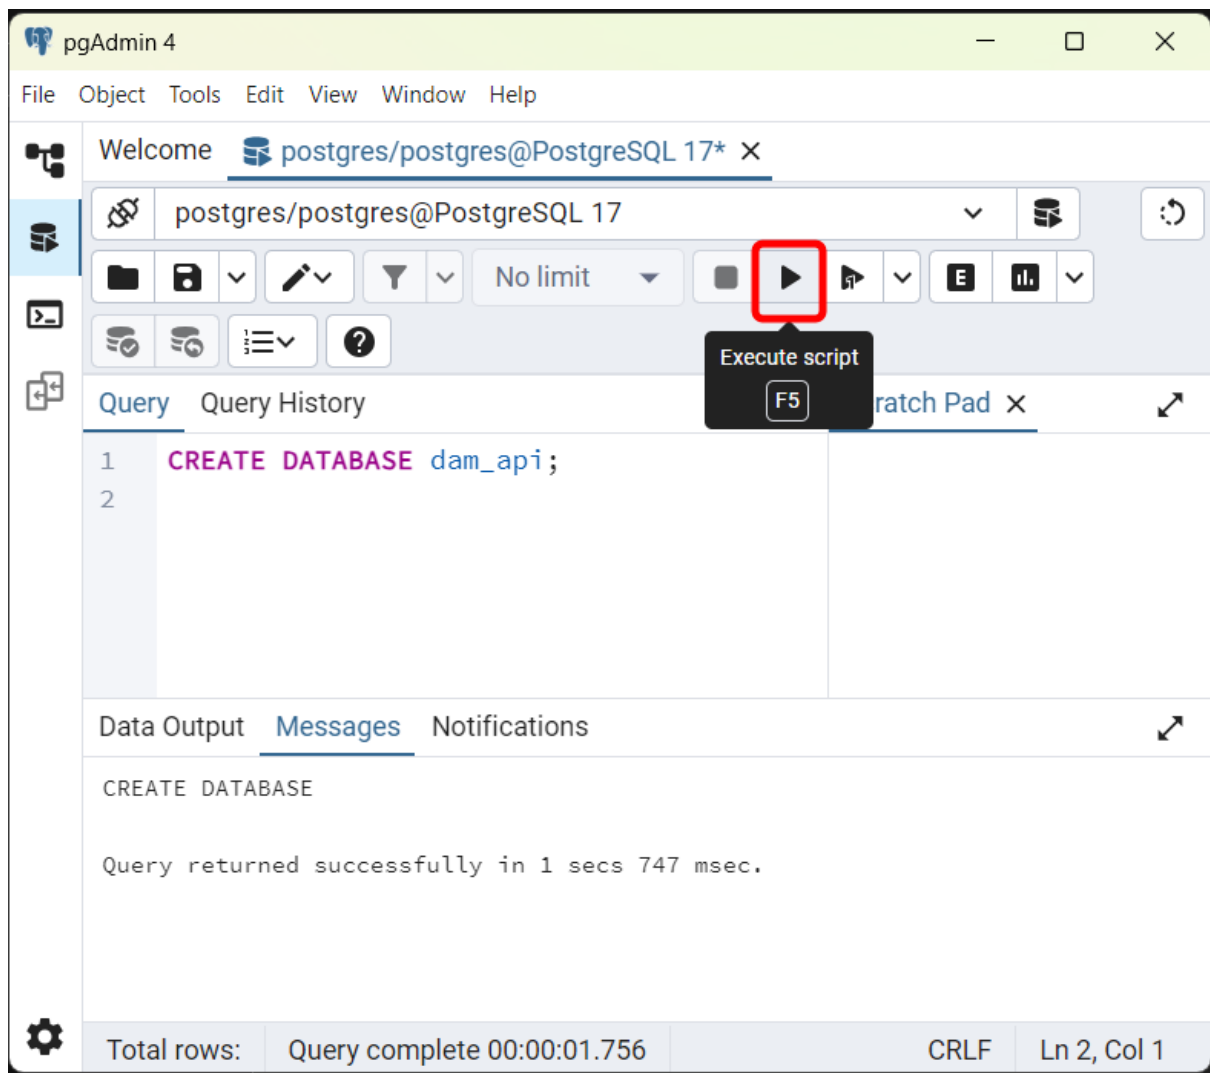 pgAdmin 4
File Object Tools Edit View Window Help
Welcome postgres/postgres@PostgreSQL 17*
postgres/postgres@PostgreSQL 17
No limit
E
Execute script
F5
Query Query History ratch Pad
1 CREATE DATABASE dam_api;
2
Data Output Messages Notifications
CREATE DATABASE
Query returned successfully in 1 secs 747 msec.
Total rows: Query complete 00:00:01.756 CRLF Ln 2, Col 1